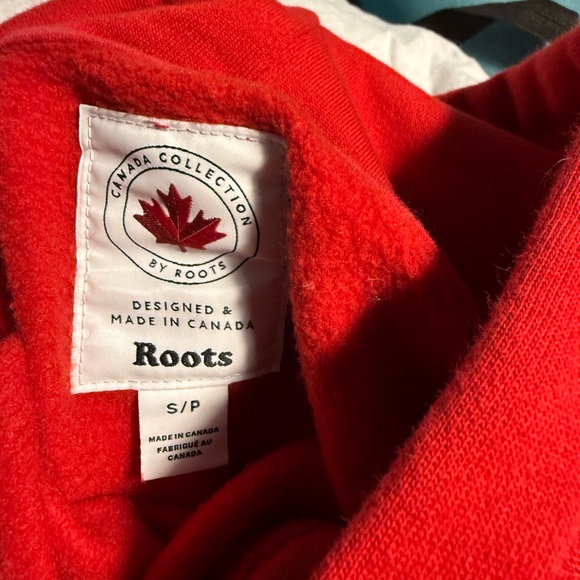 CANADA COLLECTION
BY ROOTS
DESIGNED &
MADE IN CANADA
Roots
S/P
MADE IN CANADA
FABRIQUÉ AU
CANADA